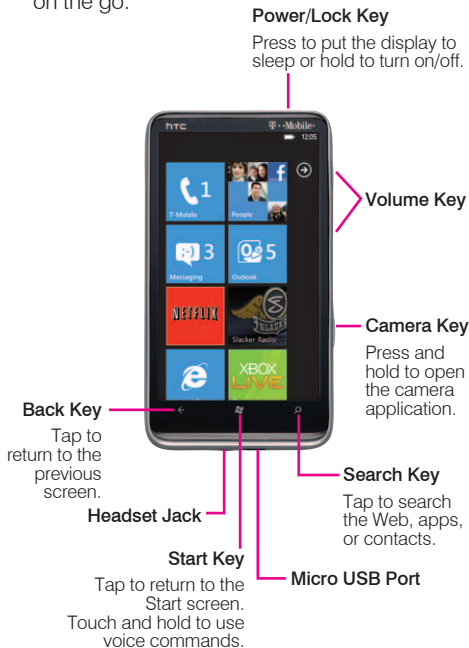 on the go.
Power/Lock Key
Press to put the display to
sleep or hold to turn on/off.
hTC
T··Mobile·
12:05
1
T-Mobile
People
f
Volume Key
3
Messaging
5
Outlook
NETFLIX
SLACKER
Slacker Radio
Camera Key
Press and
hold to open
the camera
application.
XBOX
LIVE
Back Key
Tap to
return to the
previous
screen.
Search Key
Tap to search
the Web, apps,
or contacts.
Headset Jack
Start Key
Tap to return to the
Start screen.
Touch and hold to use
voice commands.
Micro USB Port